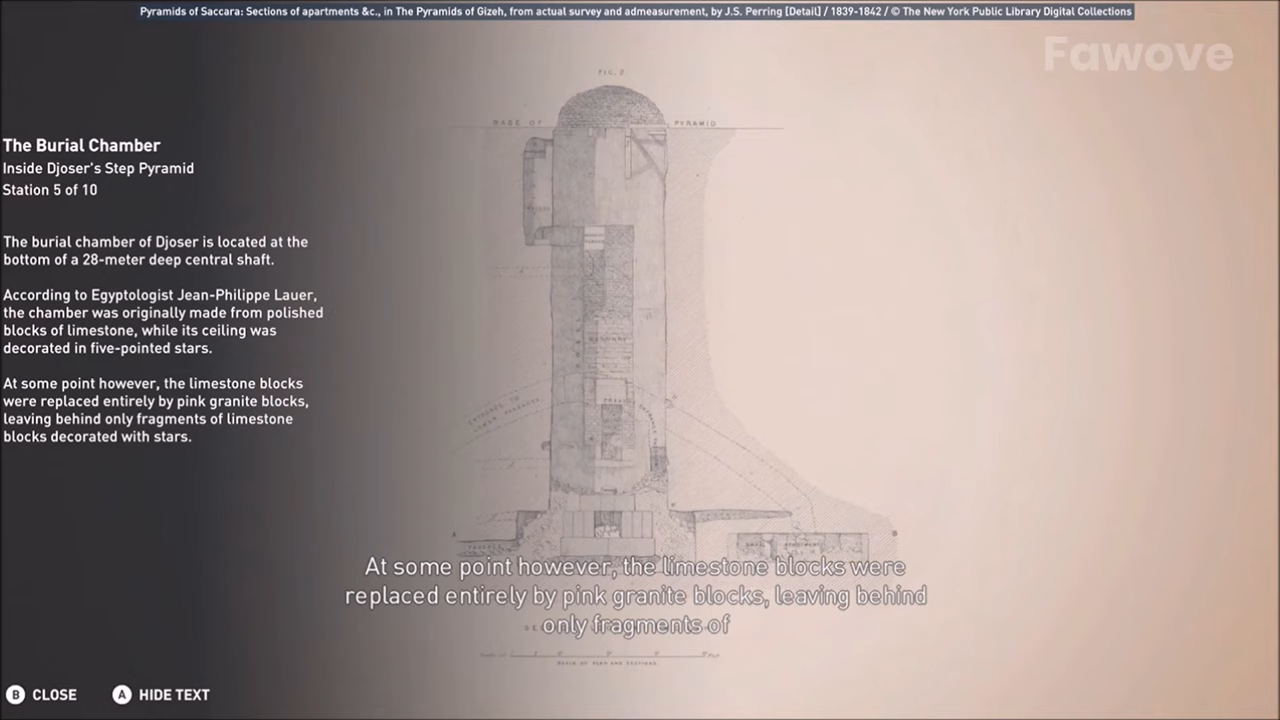 Pyramids of Saccara: Sections of apartments &c., in The Pyramids of Gizeh, from actual survey and admeasurement, by J.S. Perring [Detail] / 1839-1842 / © The New York Public Library Digital Collections
Fawove
FIG. 2
BASE OF PYRAMID
The Burial Chamber
Inside Djoser's Step Pyramid
Station 5 of 10
The burial chamber of Djoser is located at the
bottom of a 28-meter deep central shaft.
According to Egyptologist Jean-Philippe Lauer,
the chamber was originally made from polished
blocks of limestone, while its ceiling was
decorated in five-pointed stars.
At some point however, the limestone blocks
were replaced entirely by pink granite blocks,
leaving behind only fragments of limestone
blocks decorated with stars.
At some point however, the limestone blocks were
replaced entirely by pink granite blocks, leaving behind
only fragments of
SCALE OF PLAN AND SECTIONS.
B CLOSE A HIDE TEXT